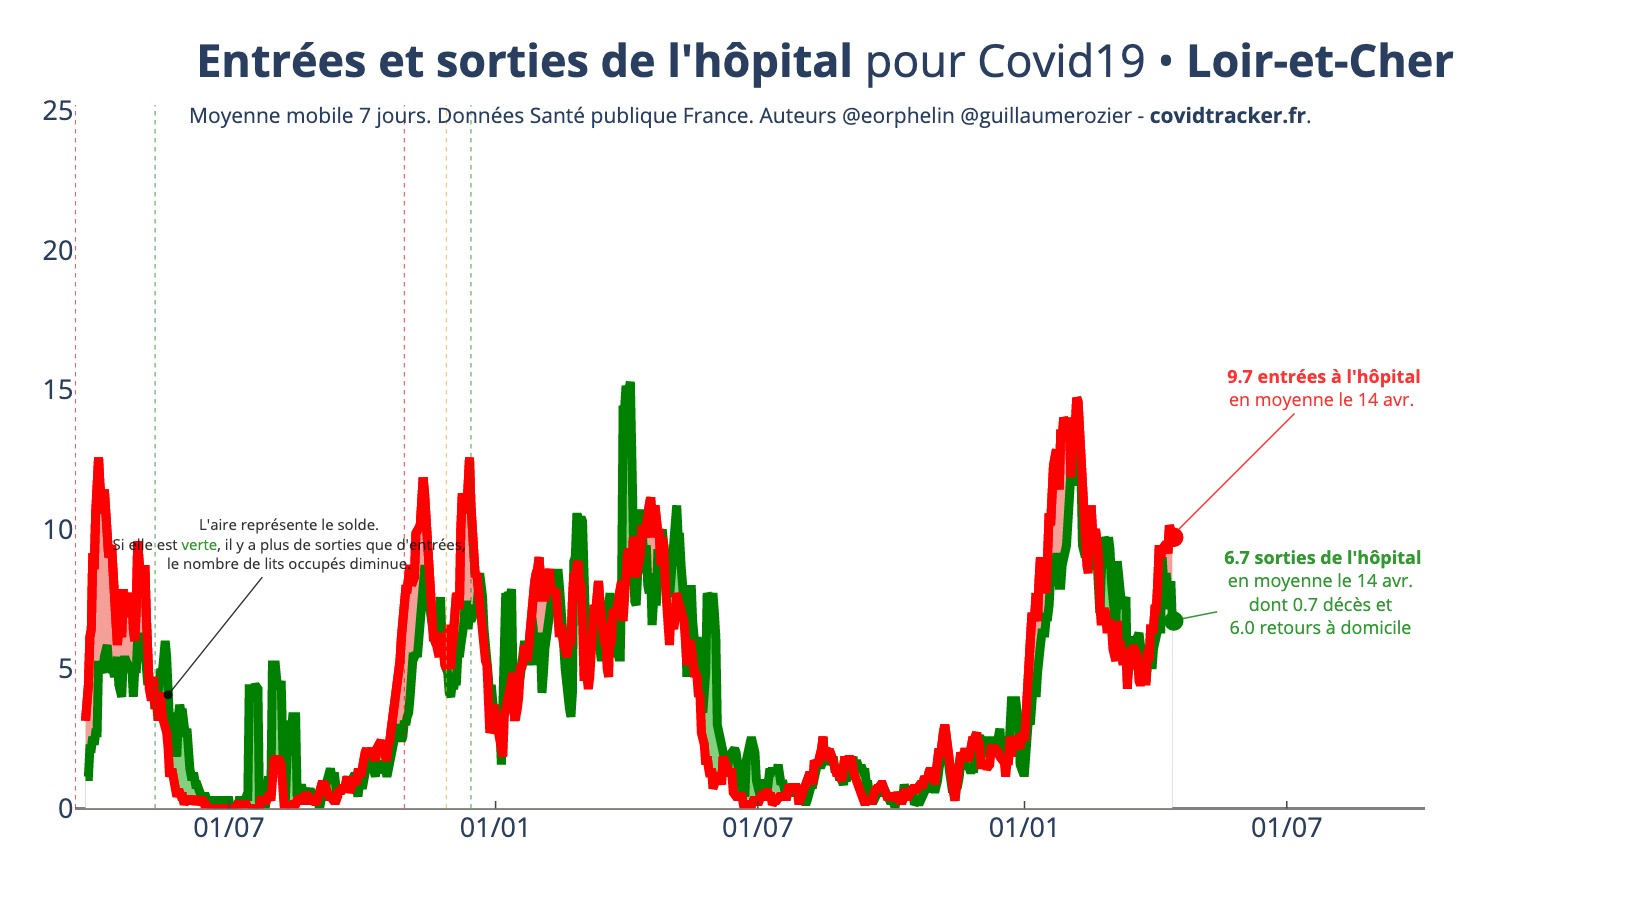 Entrées et sorties de l'hôpital pour Covid19 • Loir-et-Cher
Moyenne mobile 7 jours. Données Santé publique France. Auteurs @eorphelin @guillaumerozier - covidtracker.fr.
25
20
15
10
5
0
9.7 entrées à l'hôpital
en moyenne le 14 avr.
L'aire représente le solde.
Si elle est verte, il y a plus de sorties que d'entrées,
le nombre de lits occupés diminue.
6.7 sorties de l'hôpital
en moyenne le 14 avr.
dont 0.7 décès et
6.0 retours à domicile
01/07
01/01
01/07
01/01
01/07